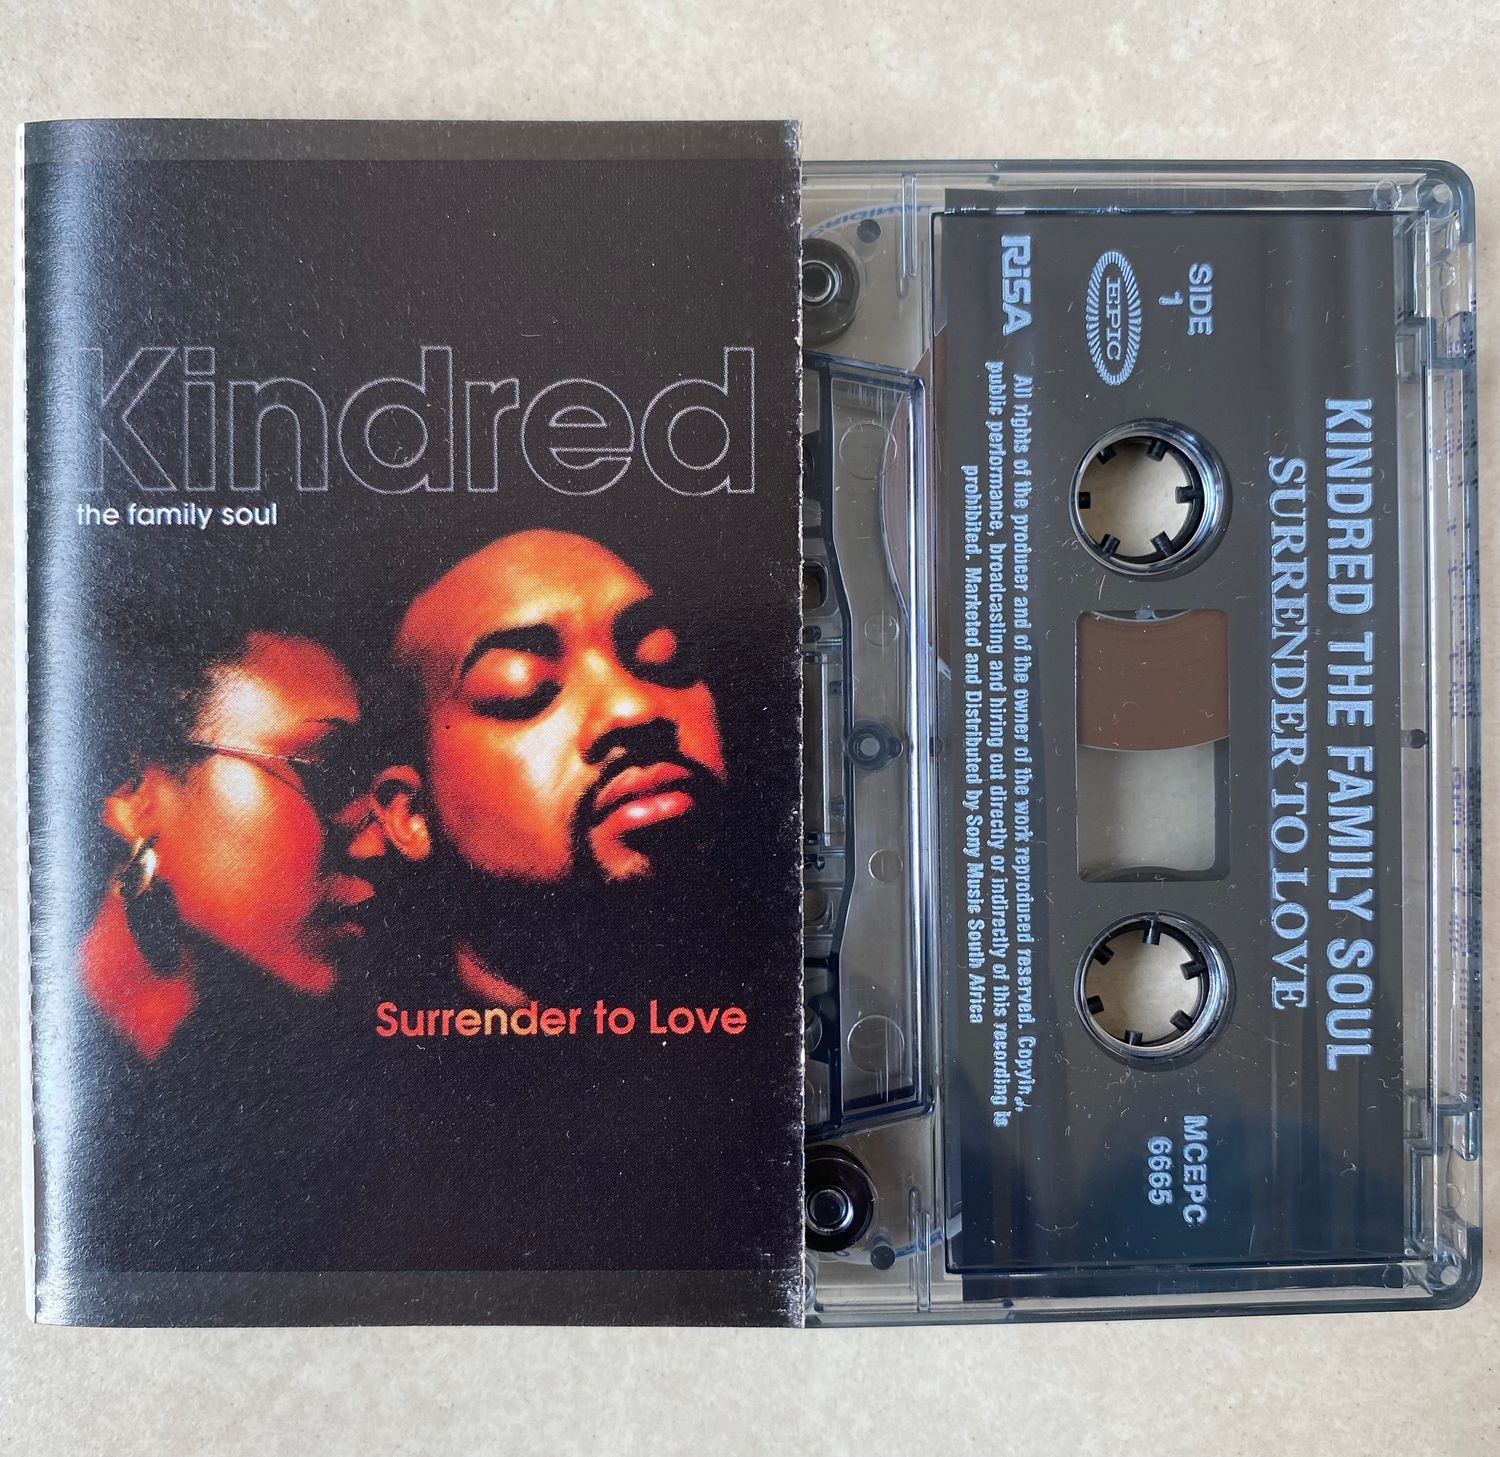 Kindred
the family soul
Surrender to Love
KINDRED THE FAMILY SOUL
SURRENDER TO LOVE
SIDE
1
EPIC
MCEPC
6665
RiSA
All rights of the producer and of the owner of the work reproduced reserved. Copying,
public performance, broadcasting and hiring out directly or indirectly of this recording is
prohibited. Marketed and Distributed by Sony Music South Africa